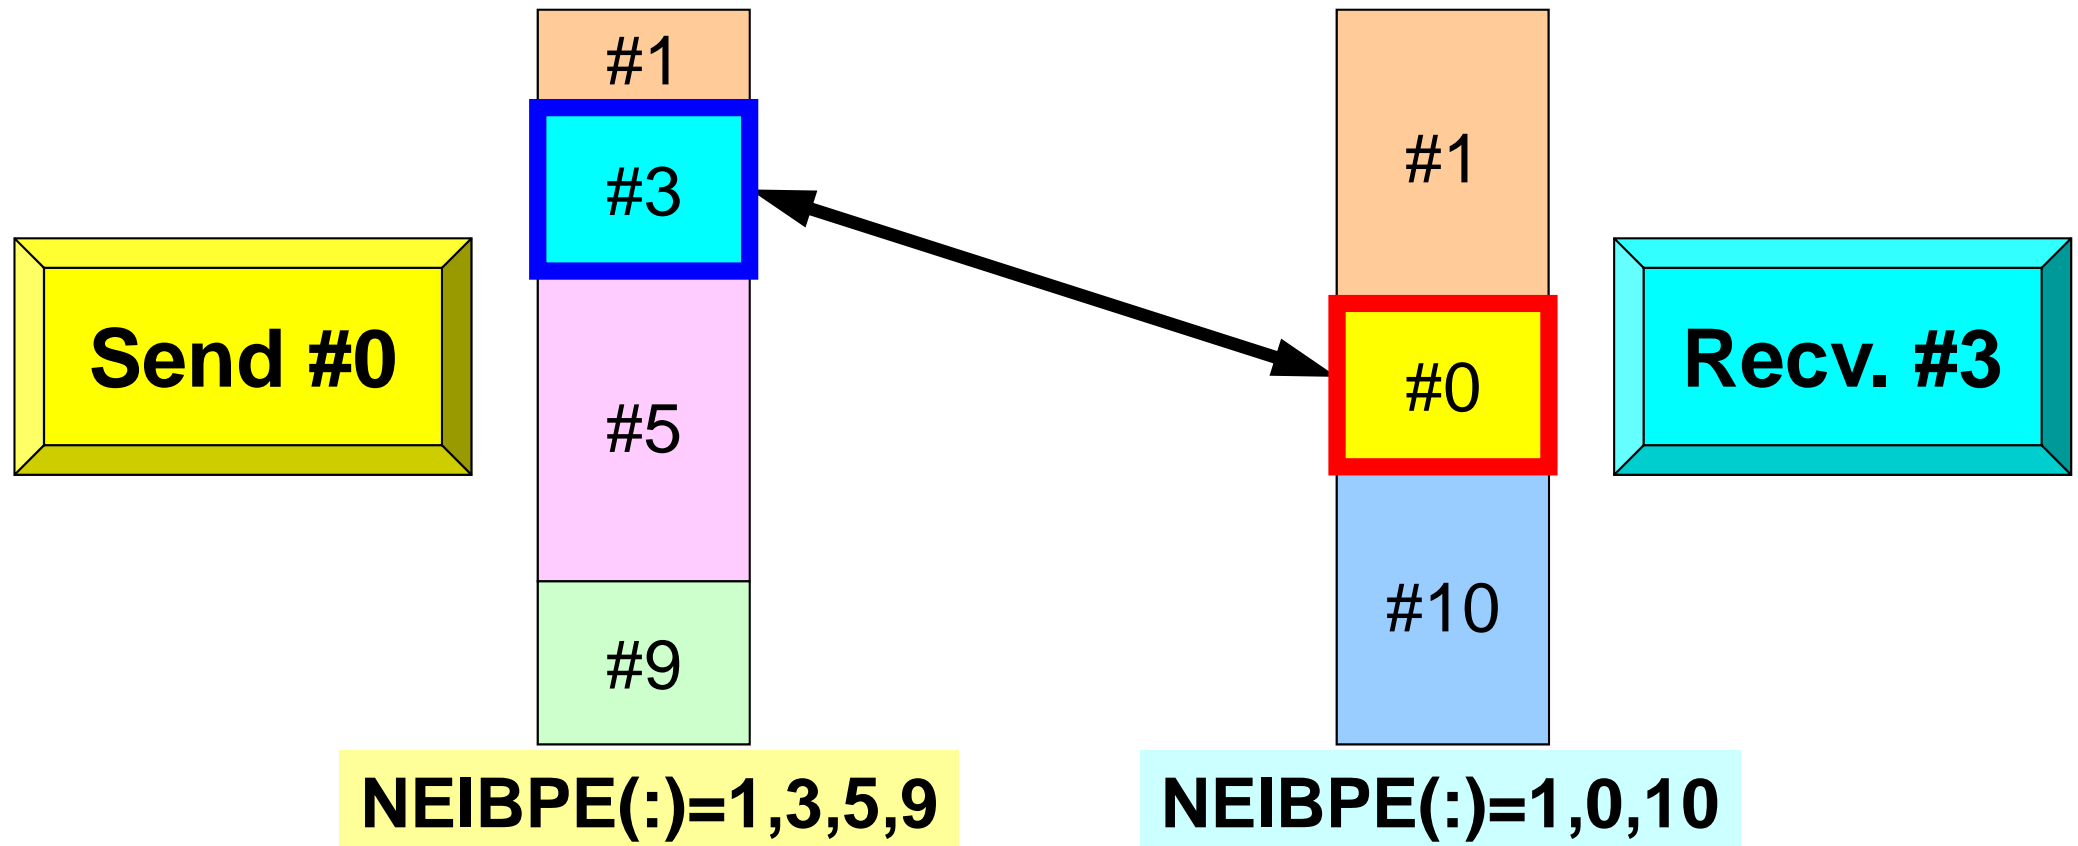 Send #0
#1
#3
#5
#9
NEIBPE(:)=1,3,5,9
#1
#0
#10
NEIBPE(:)=1,0,10
Recv. #3